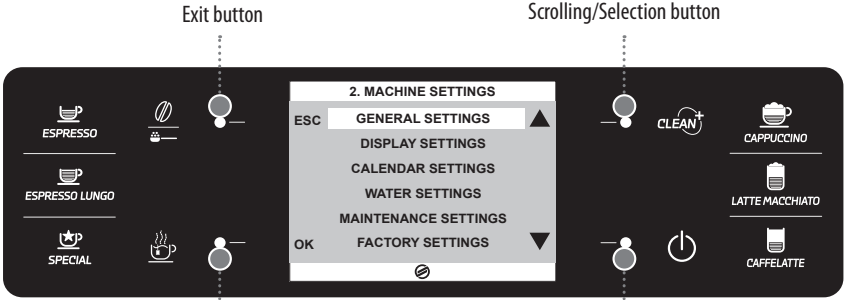 Exit button
Scrolling/Selection button
2. MACHINE SETTINGS
ESC
GENERAL SETTINGS
DISPLAY SETTINGS
CALENDAR SETTINGS
WATER SETTINGS
MAINTENANCE SETTINGS
OK
FACTORY SETTINGS
ESPRESSO
ESPRESSO LUNGO
SPECIAL
CLEAN+
CAPPUCCINO
LATTE MACCHIATO
CAFFELATTE